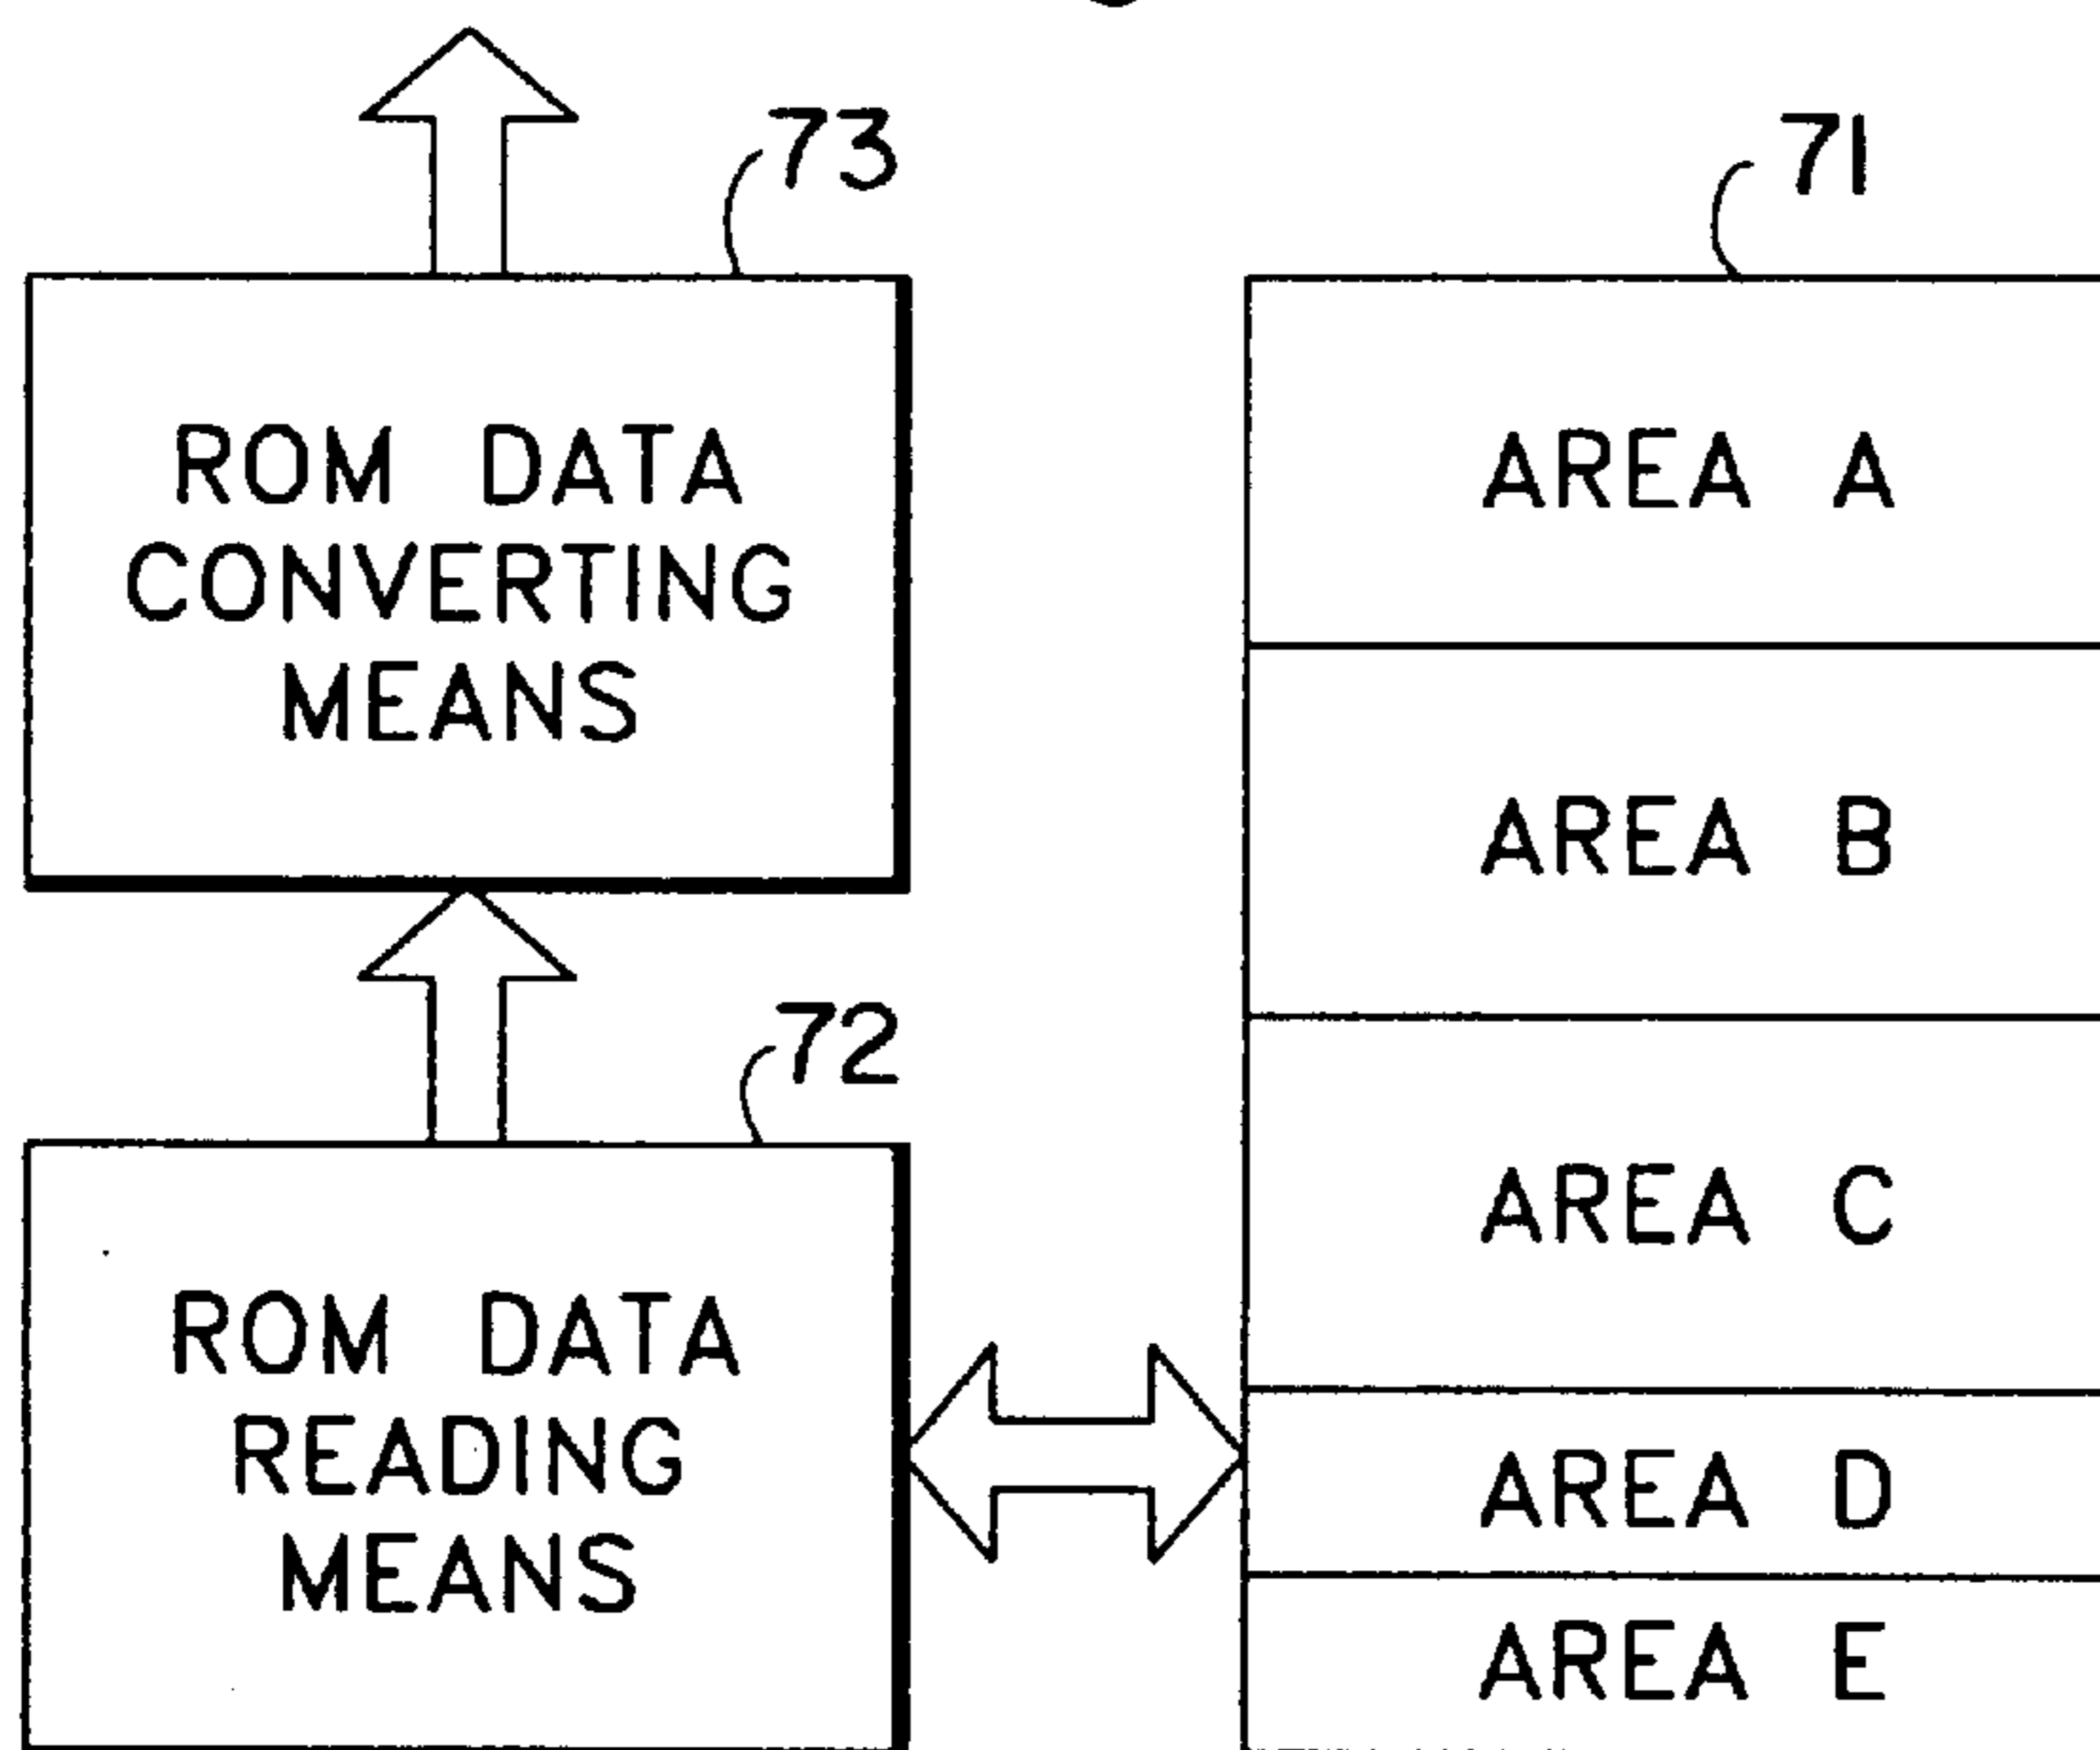 73
ROM DATA
CONVERTING
MEANS
72
ROM DATA
READING
MEANS
71
AREA A
AREA B
AREA C
AREA D
AREA E